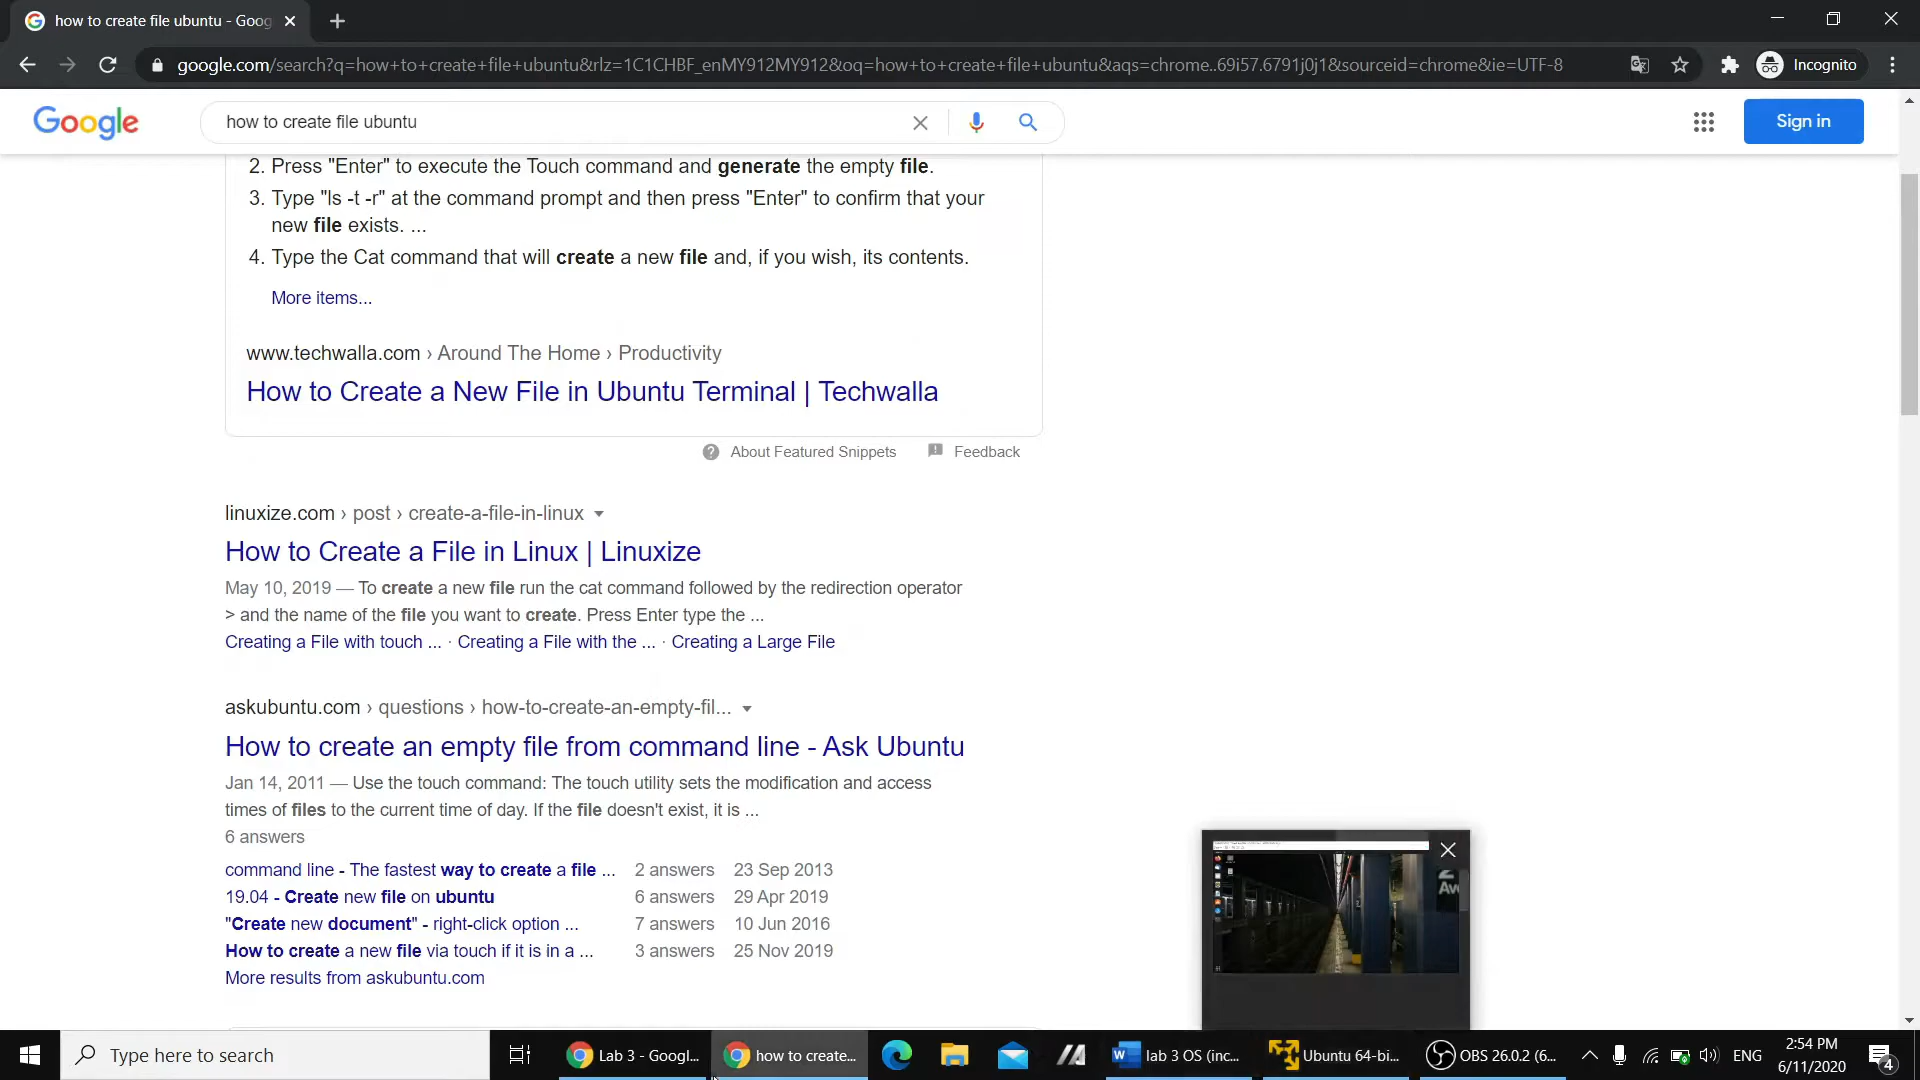 how to create file ubuntu - Goog
google.com/search?q=how+to+create+file+ubuntu&rlz=1C1CHBF_enMY912MY912&oq=how+to+create+file+ubuntu&aqs=chrome..69i57.6791j0j1&sourceid=chrome&ie=UTF-8
Incognito
Google
how to create file ubuntu
Sign in
2. Press "Enter" to execute the Touch command and generate the empty file.
3. Type "ls -t -r" at the command prompt and then press "Enter" to confirm that your
new file exists. ...
4. Type the Cat command that will create a new file and, if you wish, its contents.
More items...
www.techwalla.com › Around The Home › Productivity
How to Create a New File in Ubuntu Terminal | Techwalla
About Featured Snippets
Feedback
linuxize.com › post › create-a-file-in-linux
How to Create a File in Linux | Linuxize
May 10, 2019 — To create a new file run the cat command followed by the redirection operator
> and the name of the file you want to create. Press Enter type the ...
Creating a File with touch ... · Creating a File with the ... · Creating a Large File
askubuntu.com › questions › how-to-create-an-empty-fil...
How to create an empty file from command line - Ask Ubuntu
Jan 14, 2011 — Use the touch command: The touch utility sets the modification and access
times of files to the current time of day. If the file doesn't exist, it is ...
6 answers
command line - The fastest way to create a file ... 2 answers 23 Sep 2013
19.04 - Create new file on ubuntu 6 answers 29 Apr 2019
"Create new document" - right-click option ... 7 answers 10 Jun 2016
How to create a new file via touch if it is in a ... 3 answers 25 Nov 2019
More results from askubuntu.com
Type here to search
Lab 3 - Googl...
how to create...
lab 3 OS (inc...
Ubuntu 64-bi...
OBS 26.0.2 (6...
ENG
2:54 PM
6/11/2020
4